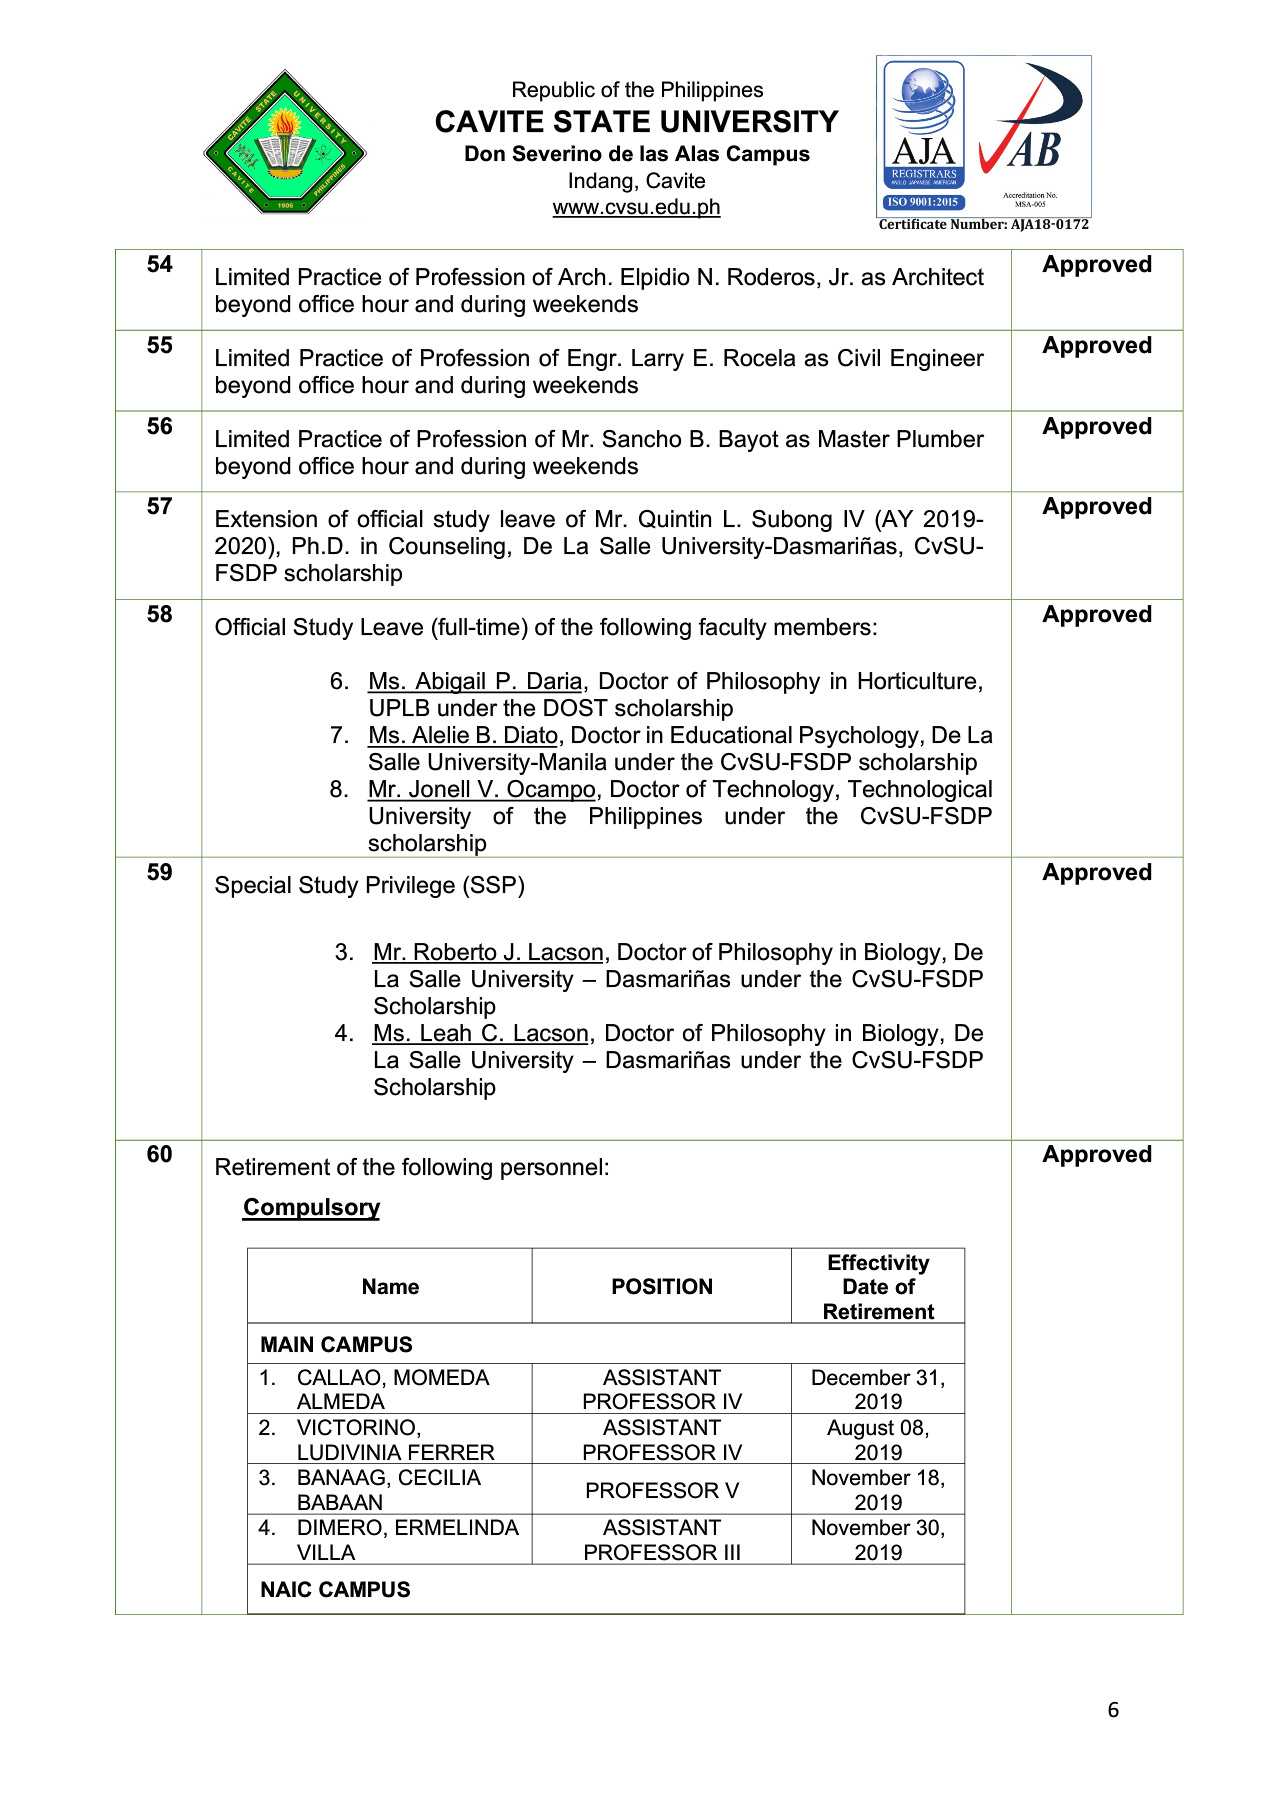 CAVITE STATE UNIVERSITY
CAVITE
PHILIPPINES
1906
Republic of the Philippines
CAVITE STATE UNIVERSITY
Don Severino de las Alas Campus
Indang, Cavite
www.cvsu.edu.ph
AJA
REGISTRARS
ANGLO JAPANESE AMERICAN
ISO 9001:2015
PAB
Accreditation No.
MSA-005
Certificate Number: AJA18-0172
54
Limited Practice of Profession of Arch. Elpidio N. Roderos, Jr. as Architect
beyond office hour and during weekends
Approved
55
Limited Practice of Profession of Engr. Larry E. Rocela as Civil Engineer
beyond office hour and during weekends
Approved
56
Limited Practice of Profession of Mr. Sancho B. Bayot as Master Plumber
beyond office hour and during weekends
Approved
57
Extension of official study leave of Mr. Quintin L. Subong IV (AY 2019-
2020), Ph.D. in Counseling, De La Salle University-Dasmariñas, CvSU-
FSDP scholarship
Approved
58
Official Study Leave (full-time) of the following faculty members:
6. Ms. Abigail P. Daria, Doctor of Philosophy in Horticulture,
UPLB under the DOST scholarship
7. Ms. Alelie B. Diato, Doctor in Educational Psychology, De La
Salle University-Manila under the CvSU-FSDP scholarship
8. Mr. Jonell V. Ocampo, Doctor of Technology, Technological
University of the Philippines under the CvSU-FSDP
scholarship
Approved
59
Special Study Privilege (SSP)
3. Mr. Roberto J. Lacson, Doctor of Philosophy in Biology, De
La Salle University – Dasmariñas under the CvSU-FSDP
Scholarship
4. Ms. Leah C. Lacson, Doctor of Philosophy in Biology, De
La Salle University – Dasmariñas under the CvSU-FSDP
Scholarship
Approved
60
Retirement of the following personnel:
Approved
Compulsory
Name
POSITION
Effectivity
Date of
Retirement
MAIN CAMPUS
1. CALLAO, MOMEDA
ALMEDA
ASSISTANT
PROFESSOR IV
December 31,
2019
2. VICTORINO,
LUDIVINIA FERRER
ASSISTANT
PROFESSOR IV
August 08,
2019
3. BANAAG, CECILIA
BABAAN
PROFESSOR V
November 18,
2019
4. DIMERO, ERMELINDA
VILLA
ASSISTANT
PROFESSOR III
November 30,
2019
NAIC CAMPUS
6